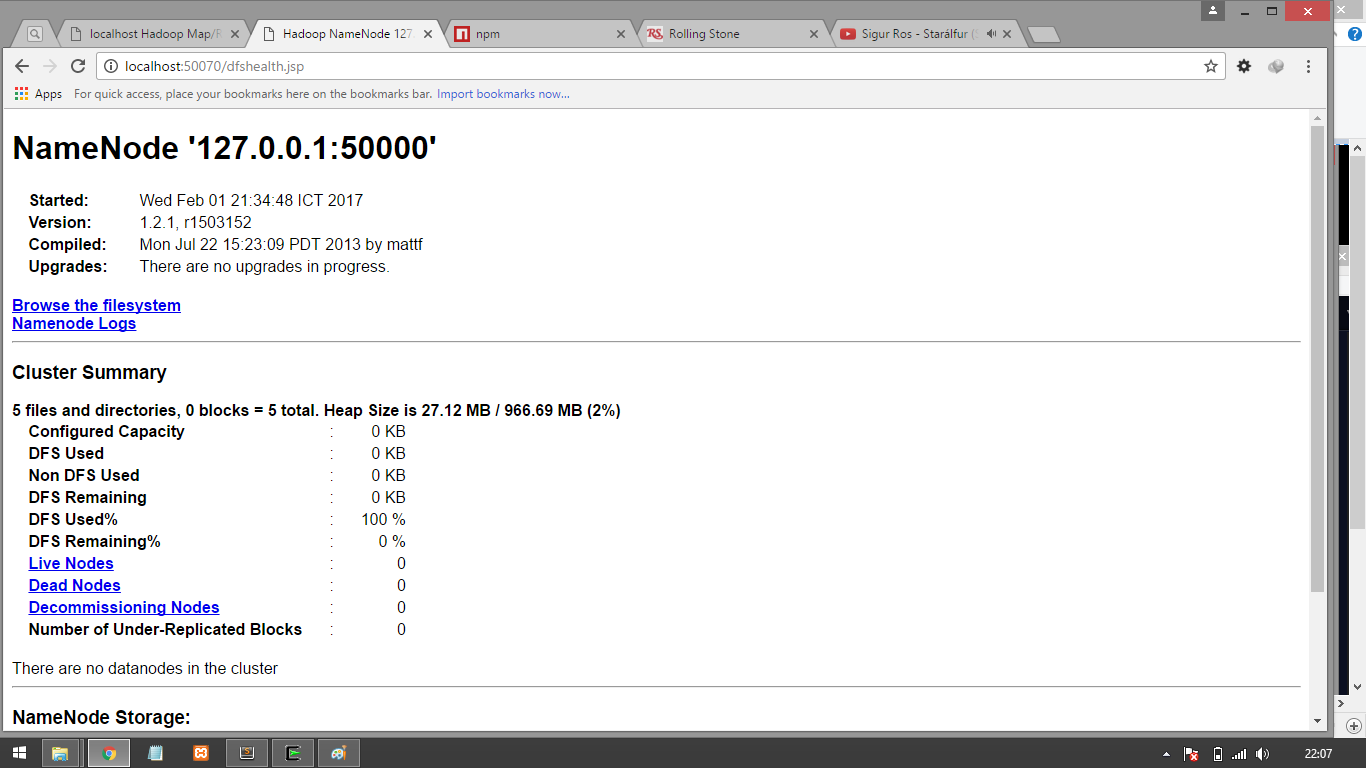 localhost Hadoop Map/R
Hadoop NameNode 127.
npm
RS Rolling Stone
Sigur Ros - Starálfur (
localhost:50070/dfshealth.jsp
Apps For quick access, place your bookmarks here on the bookmarks bar. Import bookmarks now...
NameNode '127.0.0.1:50000'
Started: Wed Feb 01 21:34:48 ICT 2017
Version: 1.2.1, r1503152
Compiled: Mon Jul 22 15:23:09 PDT 2013 by mattf
Upgrades: There are no upgrades in progress.
Browse the filesystem
Namenode Logs
Cluster Summary
5 files and directories, 0 blocks = 5 total. Heap Size is 27.12 MB / 966.69 MB (2%)
Configured Capacity : 0 KB
DFS Used : 0 KB
Non DFS Used : 0 KB
DFS Remaining : 0 KB
DFS Used% : 100 %
DFS Remaining% : 0 %
Live Nodes : 0
Dead Nodes : 0
Decommissioning Nodes : 0
Number of Under-Replicated Blocks : 0
There are no datanodes in the cluster
NameNode Storage:
22:07